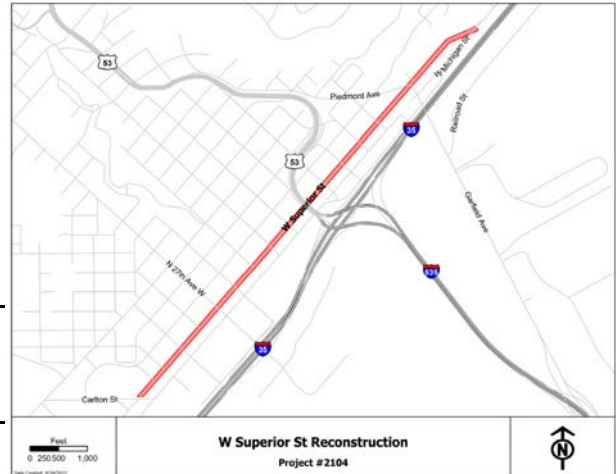 53
Piedmont Ave
W Michigan St
35
Railroad St
53
W Superior St
Garfield Ave
N 27th Ave W
535
35
Carlton St
Feet
0 250 500 1,000
W Superior St Reconstruction
Project #2104
N